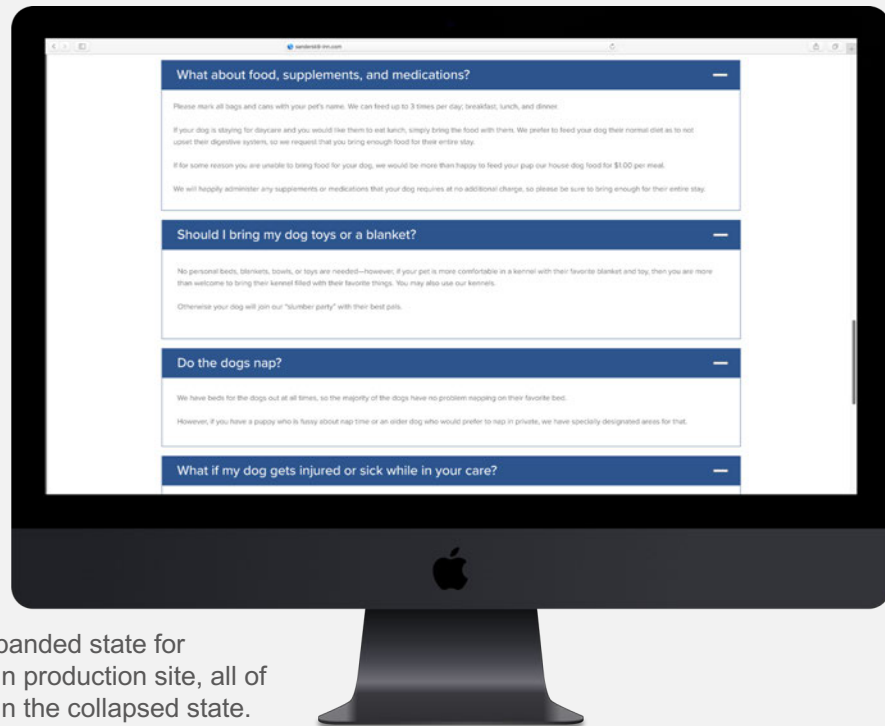 What about food, supplements, and medications?
Please mark all bags and cans with your pet's name. We can feed up to 3 times per day; breakfast, lunch, and dinner.
If your dog is staying for daycare and you would like them to eat lunch, simply bring the food with them. We prefer to feed your dog their normal diet as to not
upset their digestive system, so we request that you bring enough food for their entire stay.
If for some reason you are unable to bring food for your dog, we would be more than happy to feed your pup our house dog food for $1.00 per meal.
We will happily administer any supplements or medications that your dog requires at no additional charge, so please be sure to bring enough for their entire stay.
Should I bring my dog toys or a blanket?
No personal beds, blankets, bowls, or toys are needed—however, if your pet is more comfortable in a kennel with their favorite blanket and toy, then you are more
than welcome to bring their kennel filled with their favorite things. You may also use our kennels.
Otherwise your dog will join our "slumber party" with their best pals.
Do the dogs nap?
We have beds for the dogs out at all times, so the majority of the dogs have no problem napping on their favorite bed.
However, if you have a puppy who is fussy about nap time or an older dog who would prefer to nap in private, we have specially designated areas for that.
What if my dog gets injured or sick while in your care?
panded state for
n production site, all of
n the collapsed state.